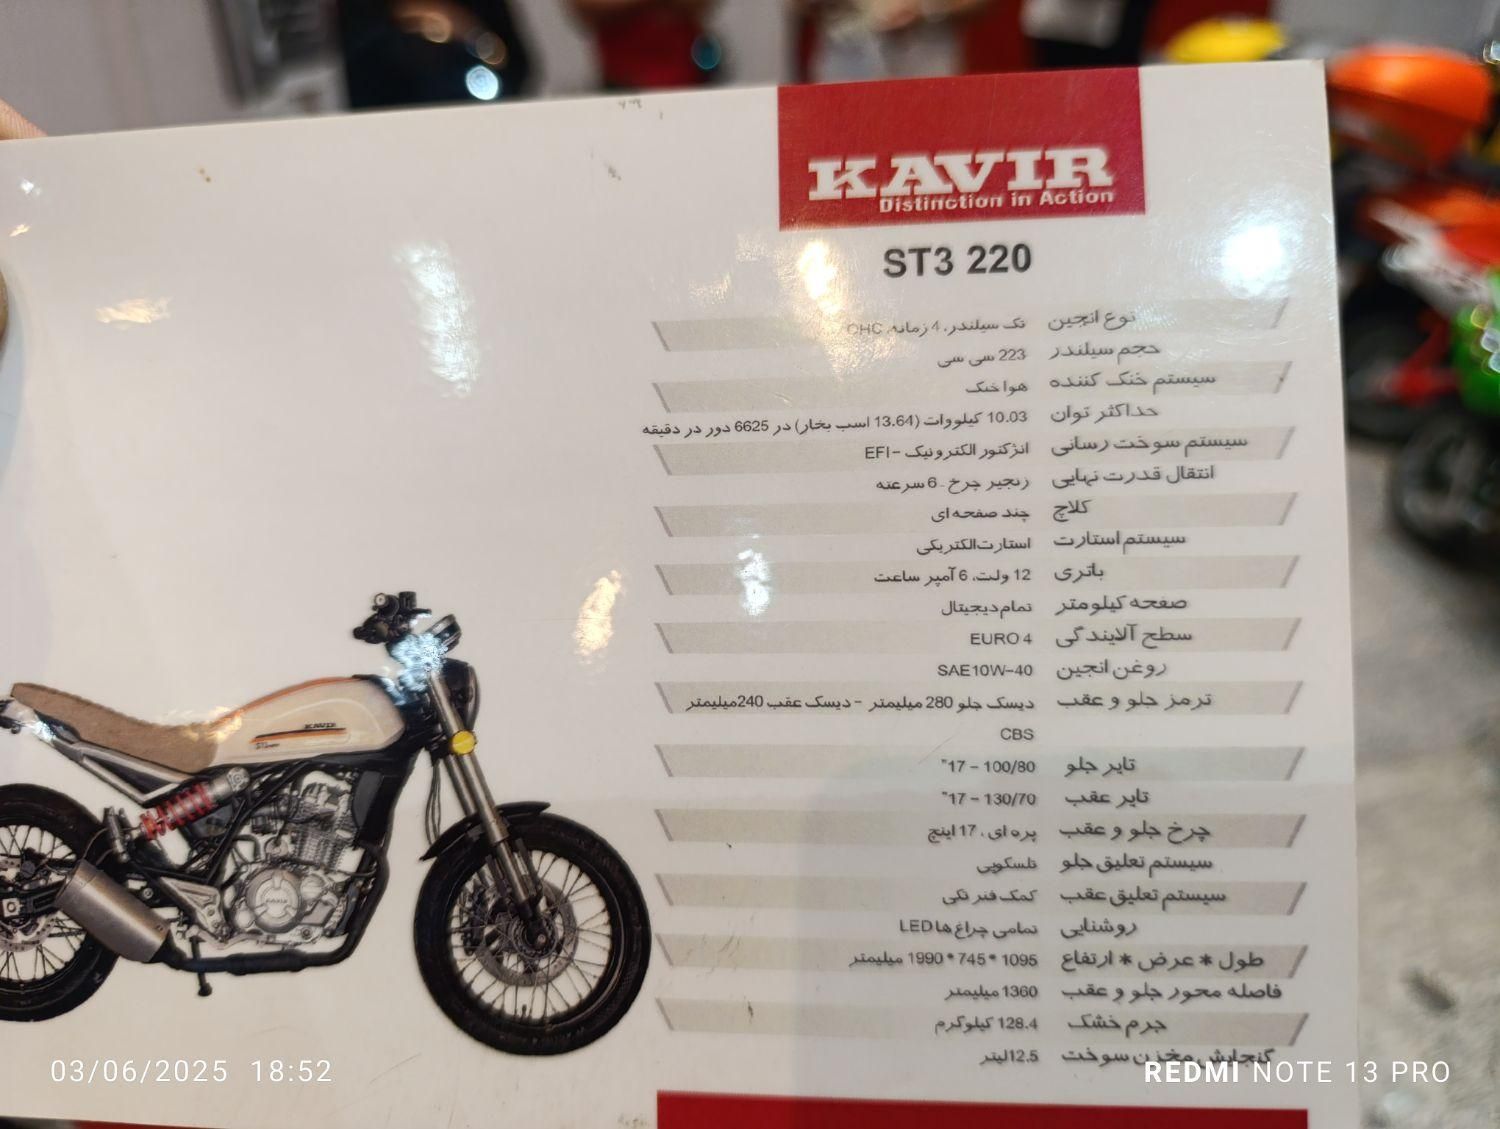 KAVIR
Distinction in Action
ST3 220
نوع انجین تک سیلندر، 4 زمانه، OHC
حجم سیلندر 223 سی سی
سیستم خنک کننده هوا خنک
حداکثر توان 10.03 کیلووات (13.64 اسب بخار) در 6625 دور در دقیقه
سیستم سوخت رسانی انژکتور الکترونیک - EFI
انتقال قدرت نهایی زنجیر چرخ - 6 سرعته
کلاچ چند صفحه ای
سیستم استارت استارت الکتریکی
باتری 12 ولت، 6 آمپر ساعت
صفحه کیلومتر تمام دیجیتال
سطح آلایندگی EURO 4
روغن انجین SAE10W-40
ترمز جلو و عقب دیسک جلو 280 میلیمتر - دیسک عقب 240 میلیمتر
CBS
تایر جلو 100/80 - 17"
تایر عقب 130/70 - 17"
چرخ جلو و عقب پره ای، 17 اینچ
سیستم تعلیق جلو تلسکوپی
سیستم تعلیق عقب کمک فنر تکی
روشنایی تمامی چراغ ها LED
طول * عرض * ارتفاع 1095 * 745 * 1990 میلیمتر
فاصله محور جلو و عقب 1360 میلیمتر
جرم خشک 128.4 کیلوگرم
گنجایش مخزن سوخت 12.5 لیتر
KAVIR
03/06/2025 18:52
REDMI NOTE 13 PRO